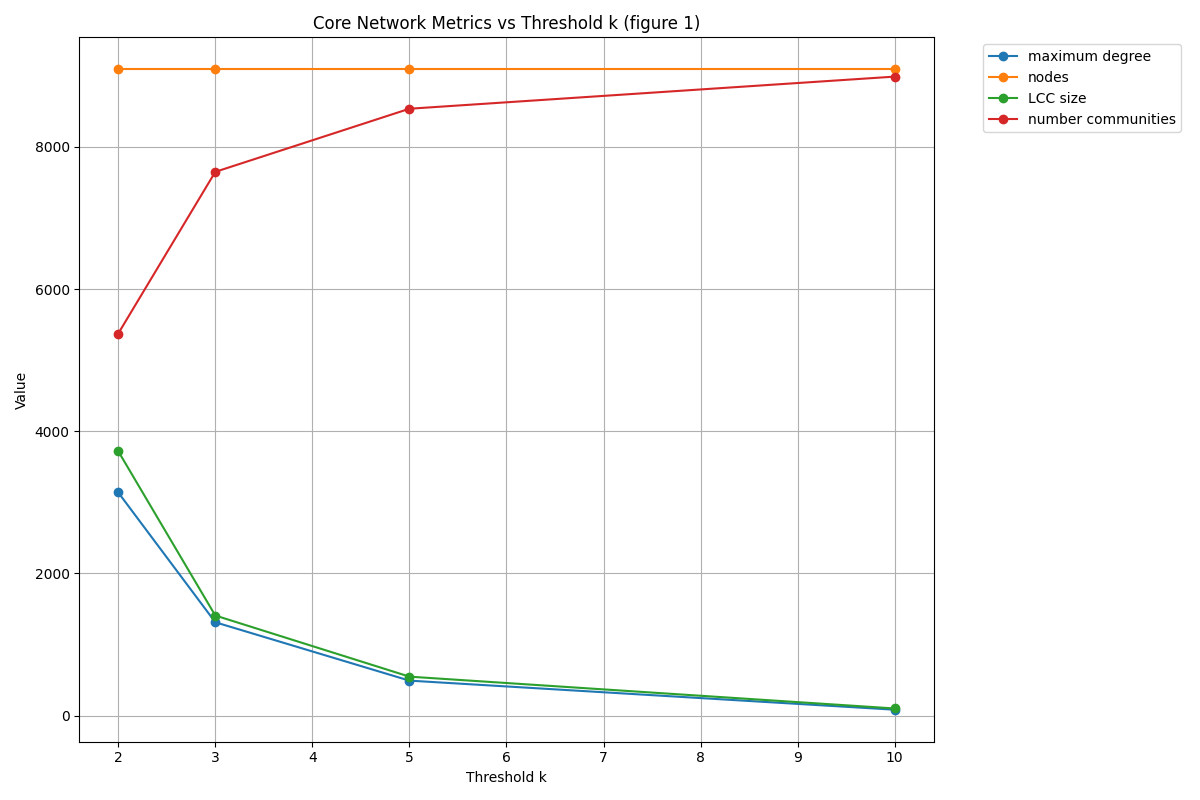 Core Network Metrics vs Threshold k (figure 1)
maximum degree
nodes
LCC size
number communities
Value
8000
6000
4000
2000
0
2 3 4 5 6 7 8 9 10
Threshold k